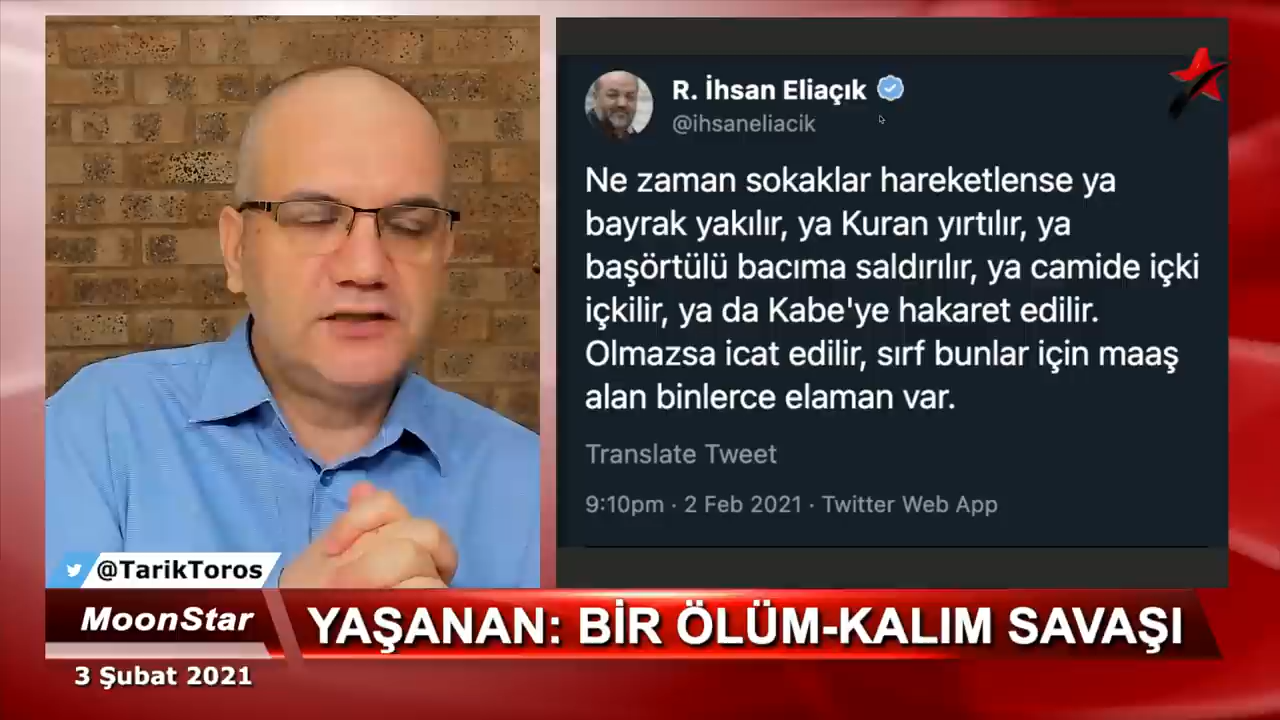 R. İhsan Eliaçık
@ihsaneliacik
Ne zaman sokaklar hareketlense ya
bayrak yakılır, ya Kuran yırtılır, ya
başörtülü bacıma saldırılır, ya camide içki
içkilir, ya da Kabe'ye hakaret edilir.
Olmazsa icat edilir, sırf bunlar için maaş
alan binlerce elaman var.
Translate Tweet
9:10pm · 2 Feb 2021 · Twitter Web App
@TarikToros
MoonStar
YAŞANAN: BİR ÖLÜM-KALIM SAVAŞI
3 Şubat 2021